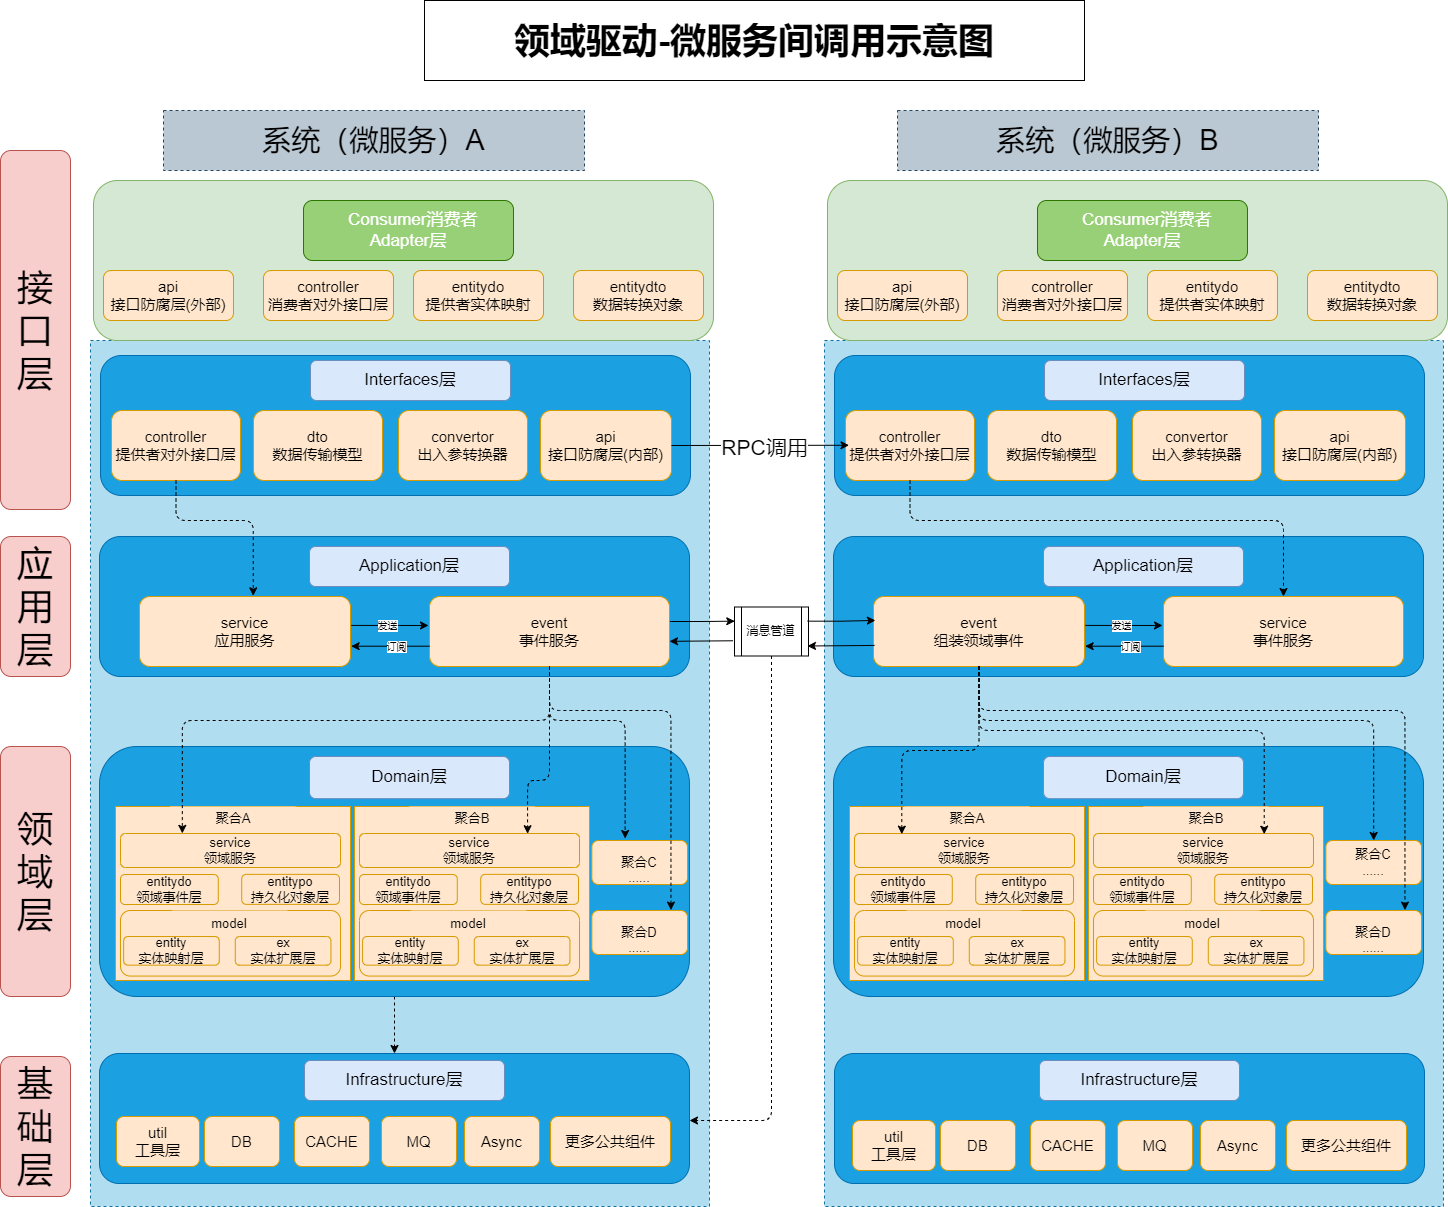 领域驱动-微服务间调用示意图
系统（微服务）A
系统（微服务）B
接
口
层
应
用
层
领
域
层
基
础
层
Consumer消费者
Adapter层
api
接口防腐层(外部)
controller
消费者对外接口层
entitydo
提供者实体映射
entitydto
数据转换对象
Interfaces层
controller
提供者对外接口层
dto
数据传输模型
convertor
出入参转换器
api
接口防腐层(内部)
RPC调用
Application层
service
应用服务
发送
订阅
event
事件服务
消息管道
Domain层
聚合A
service
领域服务
entitydo
领域事件层
entitypo
持久化对象层
model
entity
实体映射层
ex
实体扩展层
聚合B
service
领域服务
entitydo
领域事件层
entitypo
持久化对象层
model
entity
实体映射层
ex
实体扩展层
聚合C
......
聚合D
......
Infrastructure层
util
工具层
DB
CACHE
MQ
Async
更多公共组件
Consumer消费者
Adapter层
api
接口防腐层(外部)
controller
消费者对外接口层
entitydo
提供者实体映射
entitydto
数据转换对象
Interfaces层
controller
提供者对外接口层
dto
数据传输模型
convertor
出入参转换器
api
接口防腐层(内部)
Application层
event
组装领域事件
发送
订阅
service
事件服务
Domain层
聚合A
service
领域服务
entitydo
领域事件层
entitypo
持久化对象层
model
entity
实体映射层
ex
实体扩展层
聚合B
service
领域服务
entitydo
领域事件层
entitypo
持久化对象层
model
entity
实体映射层
ex
实体扩展层
聚合C
......
聚合D
......
Infrastructure层
util
工具层
DB
CACHE
MQ
Async
更多公共组件